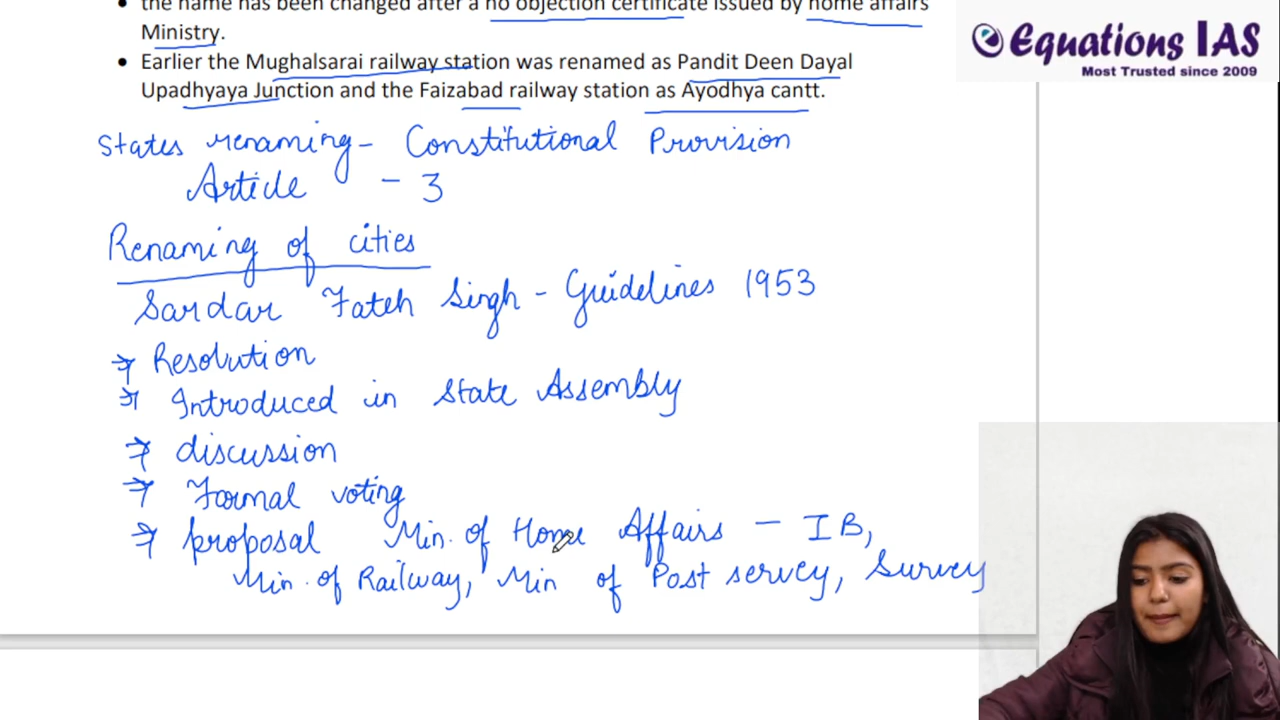 • the name has been changed after a no objection certificate issued by home affairs
Ministry.
• Earlier the Mughalsarai railway station was renamed as Pandit Deen Dayal
Upadhyaya Junction and the Faizabad railway station as Ayodhya cantt.
Equations IAS
Most Trusted since 2009
States renaming - Constitutional Provision
Article - 3
Renaming of cities
Sardar Fateh Singh - Guidelines 1953
→ Resolution
→ Introduced in State Assembly
→ discussion
→ Formal voting
→ proposal Min. of Home Affairs - IB,
Min. of Railway, Min of Post servey, Survey